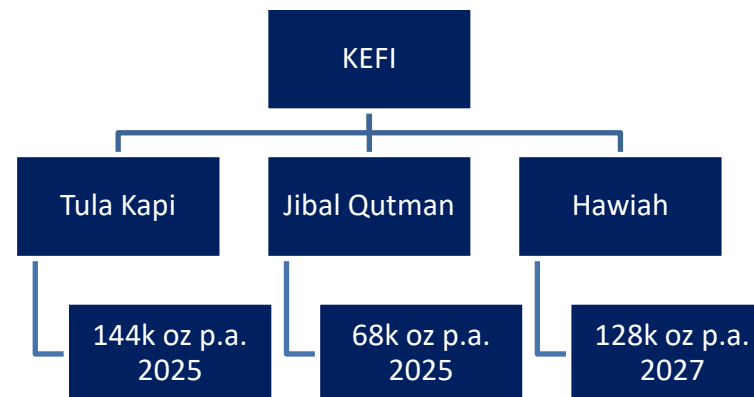 KEFI
Tula Kapi
Jibal Qutman
Hawiah
144k oz p.a.
2025
68k oz p.a.
2025
128k oz p.a.
2027